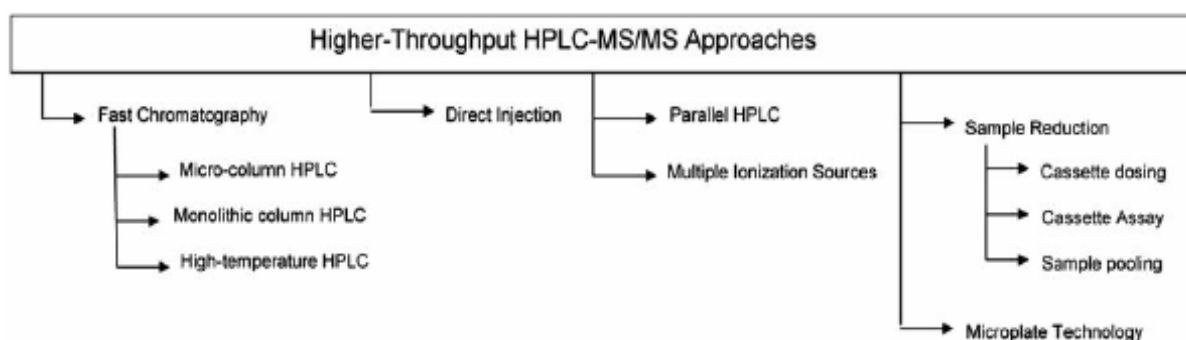 Higher-Throughput HPLC-MS/MS Approaches
Fast Chromatography
Micro-column HPLC
Monolithic column HPLC
High-temperature HPLC
Direct Injection
Parallel HPLC
Multiple Ionization Sources
Sample Reduction
Cassette dosing
Cassette Assay
Sample pooling
Microplate Technology